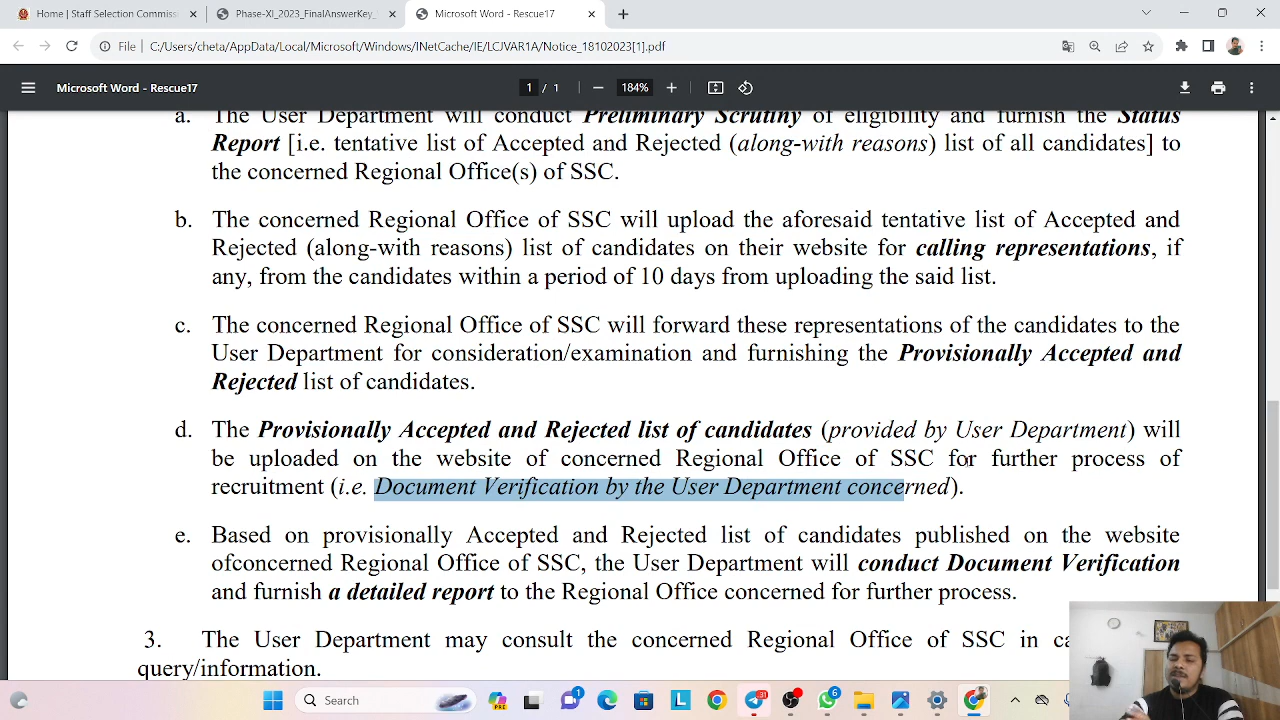 Home | Staff Selection Commiss
Phase-XI_2023_FinalAnswerKey_
Microsoft Word - Rescue17
File
C:/Users/cheta/AppData/Local/Microsoft/Windows/INetCache/IE/LCJVAR1A/Notice_18102023[1].pdf
Microsoft Word - Rescue17
1 / 1
184%
a. The User Department will conduct Preliminary Scrutiny of eligibility and furnish the Status
Report [i.e. tentative list of Accepted and Rejected (along-with reasons) list of all candidates] to
the concerned Regional Office(s) of SSC.
b. The concerned Regional Office of SSC will upload the aforesaid tentative list of Accepted and
Rejected (along-with reasons) list of candidates on their website for calling representations, if
any, from the candidates within a period of 10 days from uploading the said list.
c. The concerned Regional Office of SSC will forward these representations of the candidates to the
User Department for consideration/examination and furnishing the Provisionally Accepted and
Rejected list of candidates.
d. The Provisionally Accepted and Rejected list of candidates (provided by User Department) will
be uploaded on the website of concerned Regional Office of SSC for further process of
recruitment (i.e. Document Verification by the User Department concerned).
e. Based on provisionally Accepted and Rejected list of candidates published on the website
ofconcerned Regional Office of SSC, the User Department will conduct Document Verification
and furnish a detailed report to the Regional Office concerned for further process.
3. The User Department may consult the concerned Regional Office of SSC in ca
query/information.
Search
1
31
6